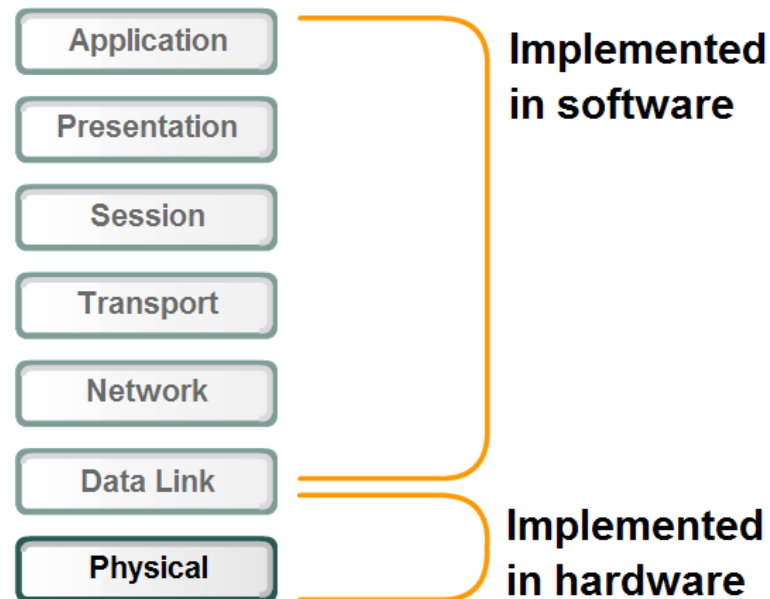 Application
Presentation
Session
Transport
Network
Data Link
Physical
Implemented
in software
Implemented
in hardware